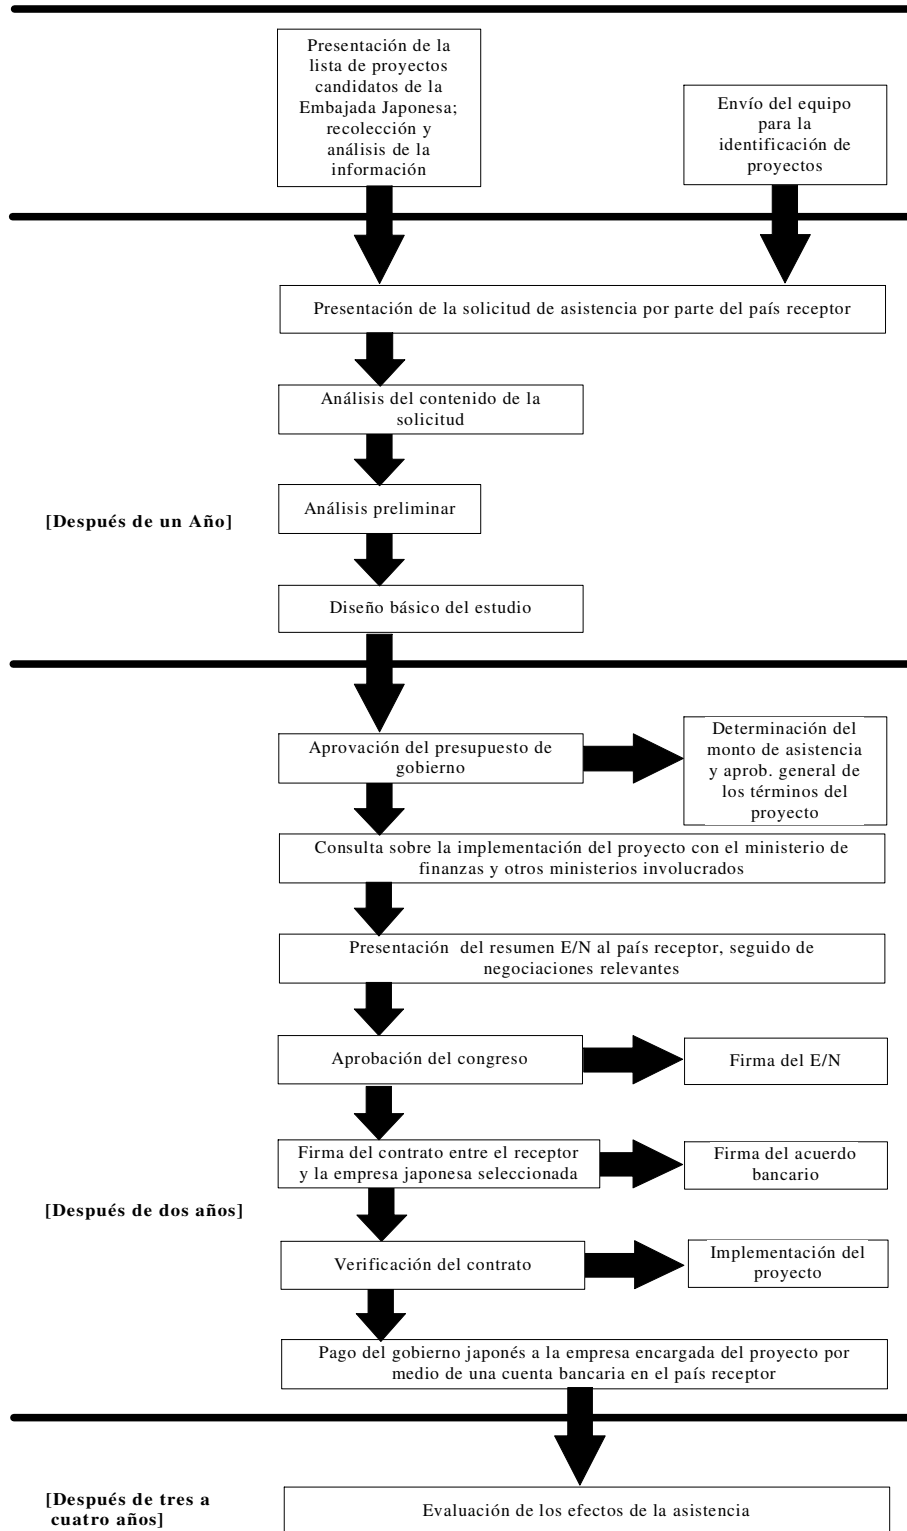 Presentación de la
lista de proyectos
candidatos de la
Embajada Japonesa;
recolección y
análisis de la
información
Envío del equipo
para la
identificación de
proyectos
Presentación de la solicitud de asistencia por parte del país receptor
Análisis del contenido de la
solicitud
[Después de un Año]
Análisis preliminar
Diseño básico del estudio
Aprovación del presupuesto de
gobierno
Determinación del
monto de asistencia
y aprob. general de
los términos del
proyecto
Consulta sobre la implementación del proyecto con el ministerio de
finanzas y otros ministerios involucrados
Presentación del resumen E/N al país receptor, seguido de
negociaciones relevantes
Aprobación del congreso
Firma del E/N
Firma del contrato entre el receptor
y la empresa japonesa seleccionada
Firma del acuerdo
bancario
[Después de dos años]
Verificación del contrato
Implementación del
proyecto
Pago del gobierno japonés a la empresa encargada del proyecto por
medio de una cuenta bancaria en el país receptor
[Después de tres a
cuatro años]
Evaluación de los efectos de la asistencia